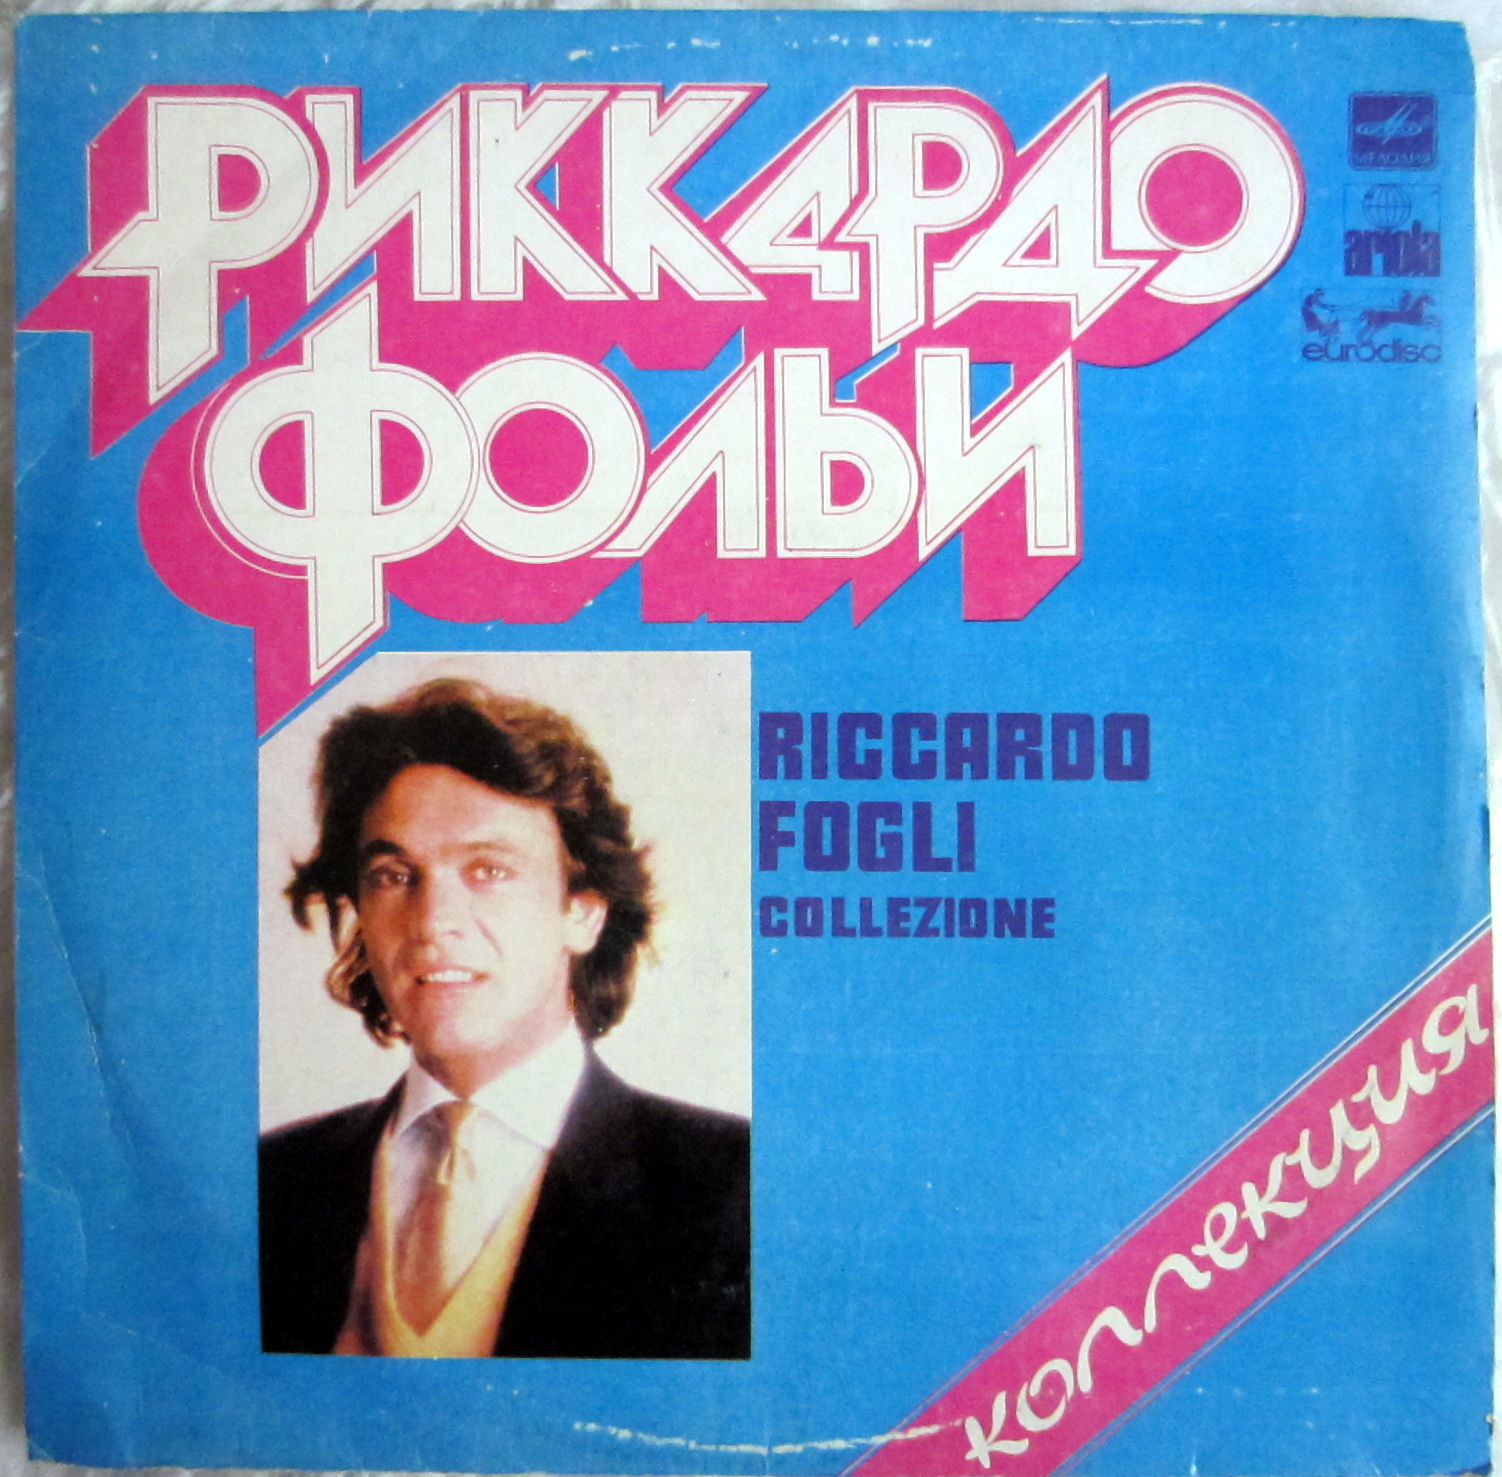 РИККАРДО
ФОЛЬИ
МЕЛОДИЯ
ariola
eurodisc
RICCARDO
FOGLI
COLLEZIONE
коллекция